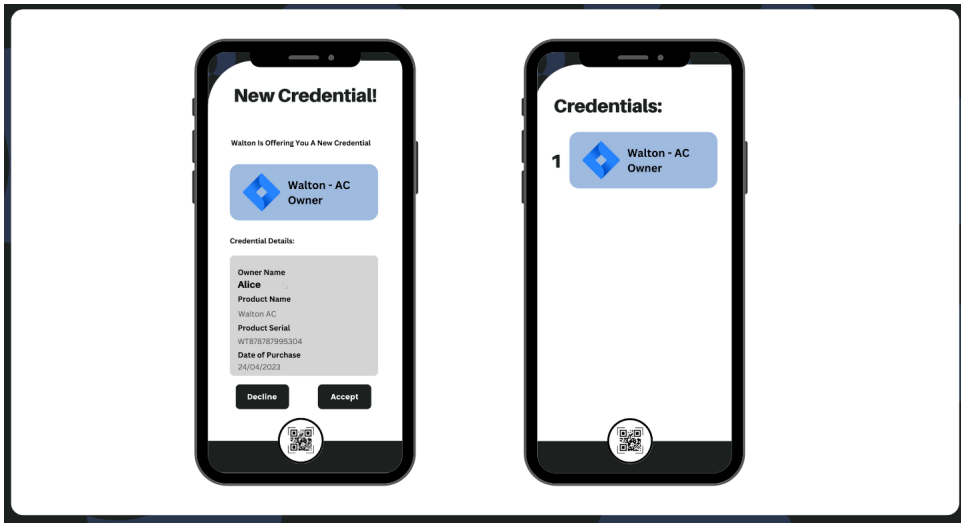 New Credential!
Walton Is Offering You A New Credential
Walton - AC
Owner
Credential Details:
Owner Name
Alice
Product Name
Walton AC
Product Serial
WT878787995304
Date of Purchase
24/04/2023
Decline
Accept
Credentials:
1
Walton - AC
Owner